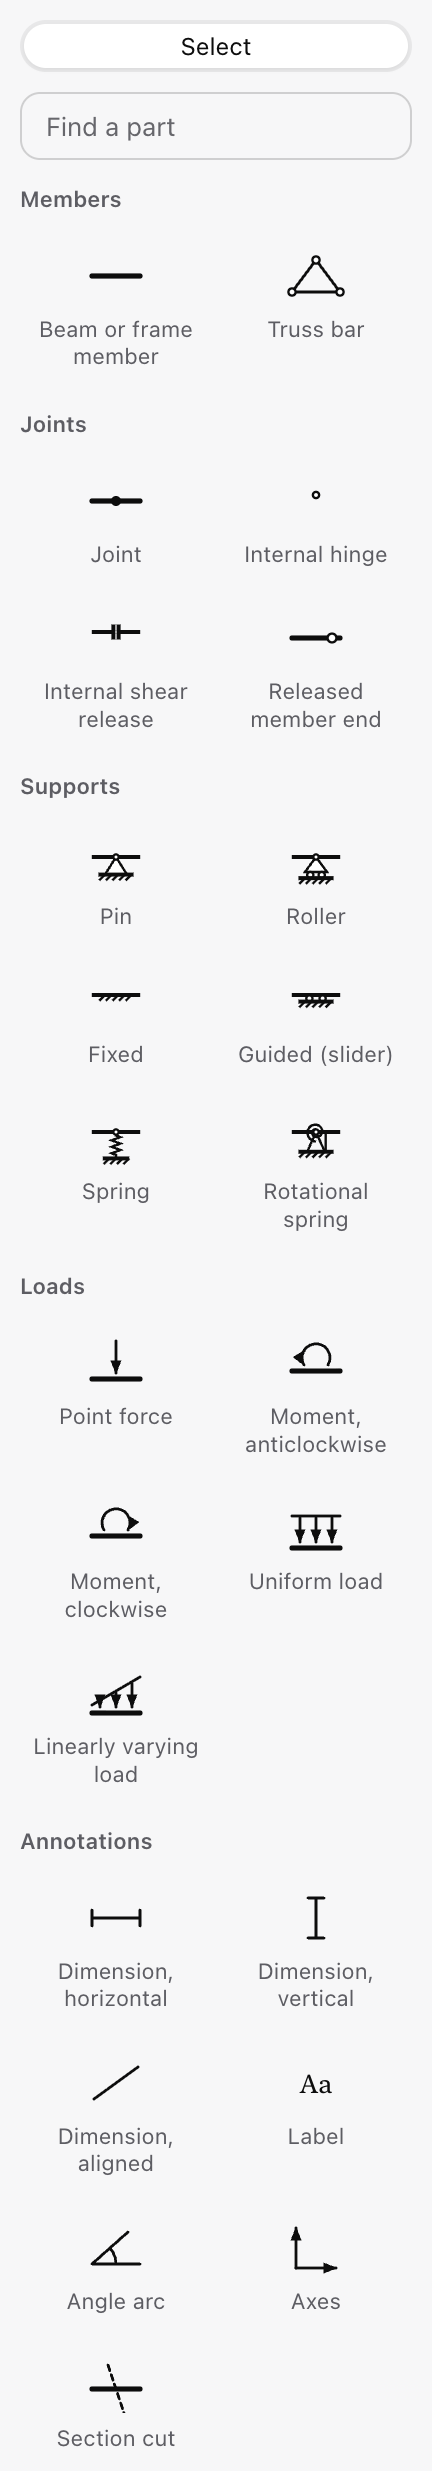 Select
Find a part
Members
Beam or frame
member
Truss bar
Joints
Joint
Internal hinge
Internal shear
release
Released
member end
Supports
Pin
Roller
Fixed
Guided (slider)
Spring
Rotational
spring
Loads
Point force
Moment,
anticlockwise
Moment,
clockwise
Uniform load
Linearly varying
load
Annotations
Dimension,
horizontal
Dimension,
vertical
Dimension,
aligned
Aa
Label
Angle arc
Axes
Section cut